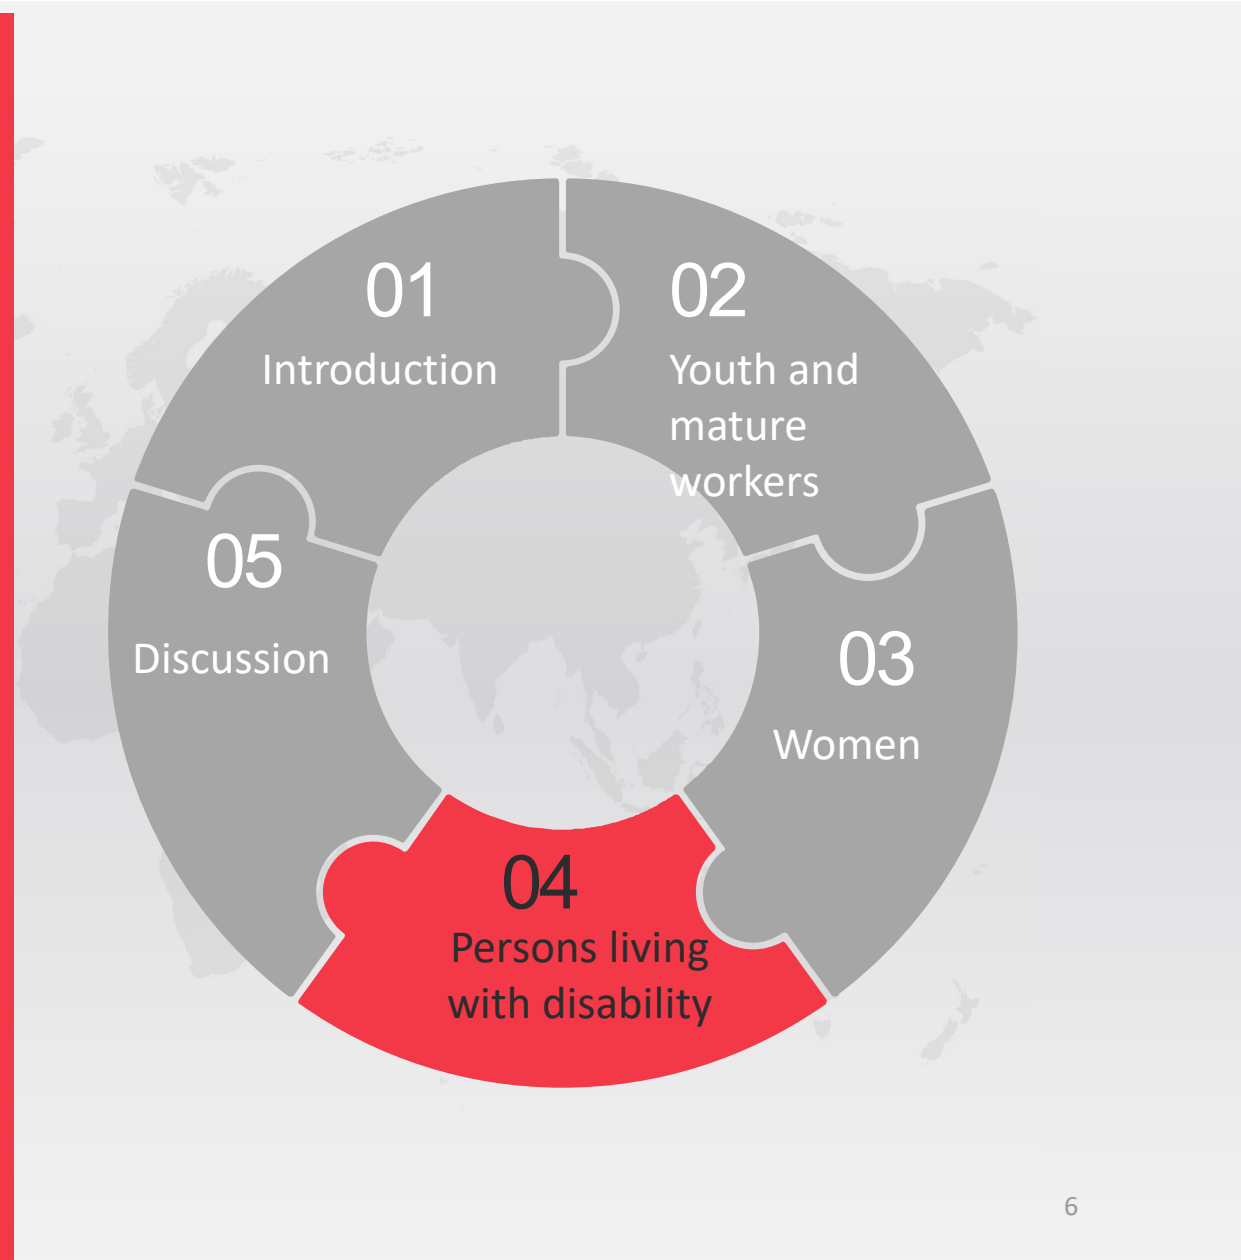 01
Introduction
02
Youth and
mature
workers
03
Women
04
Persons living
with disability
05
Discussion
6